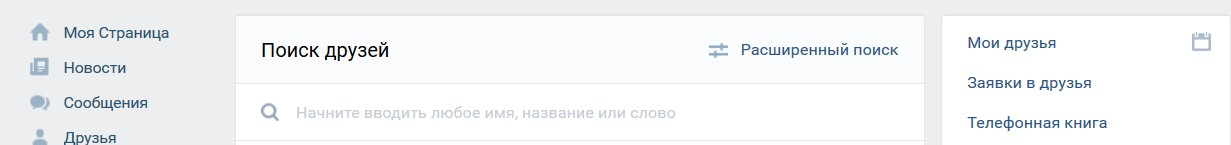 Моя Страница
Новости
Сообщения
Друзья
Поиск друзей
Расширенный поиск
Начните вводить любое имя, название или слово
Мои друзья
Заявки в друзья
Телефонная книга